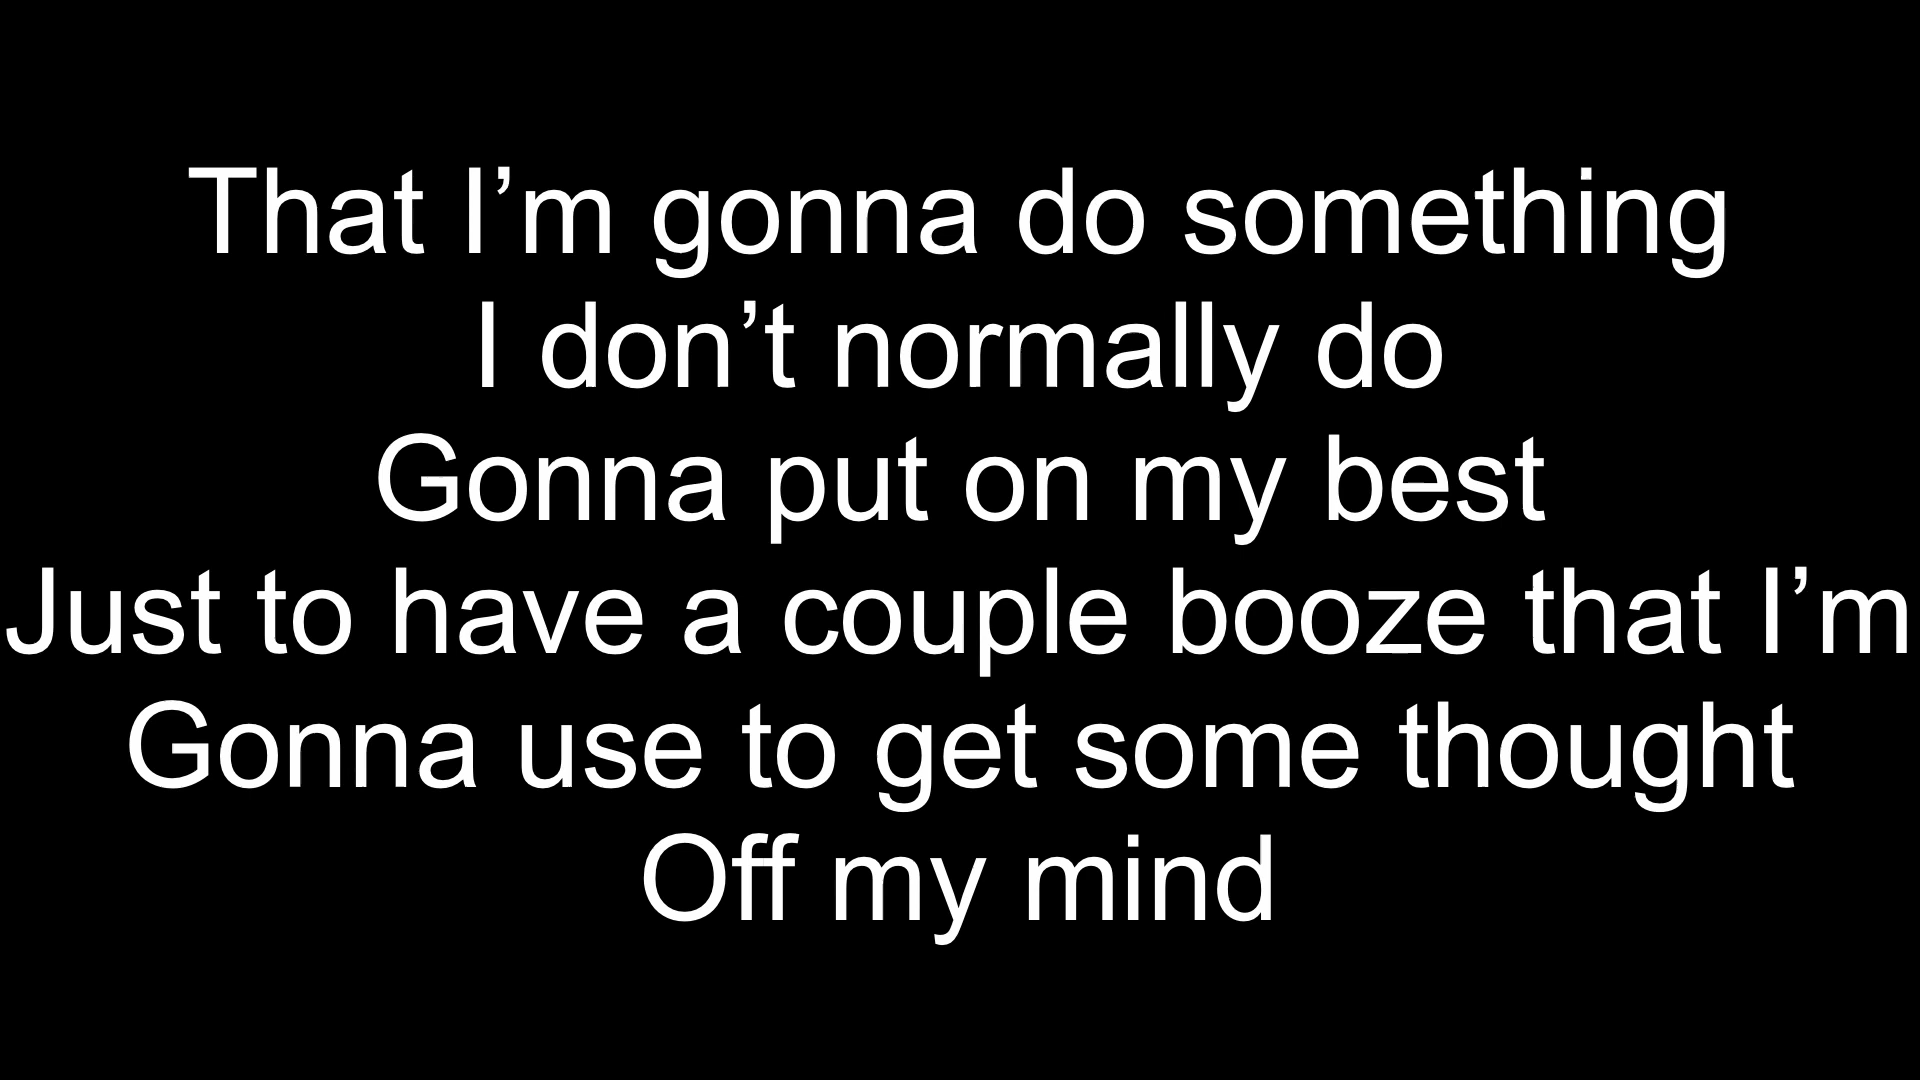 That I’m gonna do something
I don’t normally do
Gonna put on my best
Just to have a couple booze that I’m
Gonna use to get some thought
Off my mind